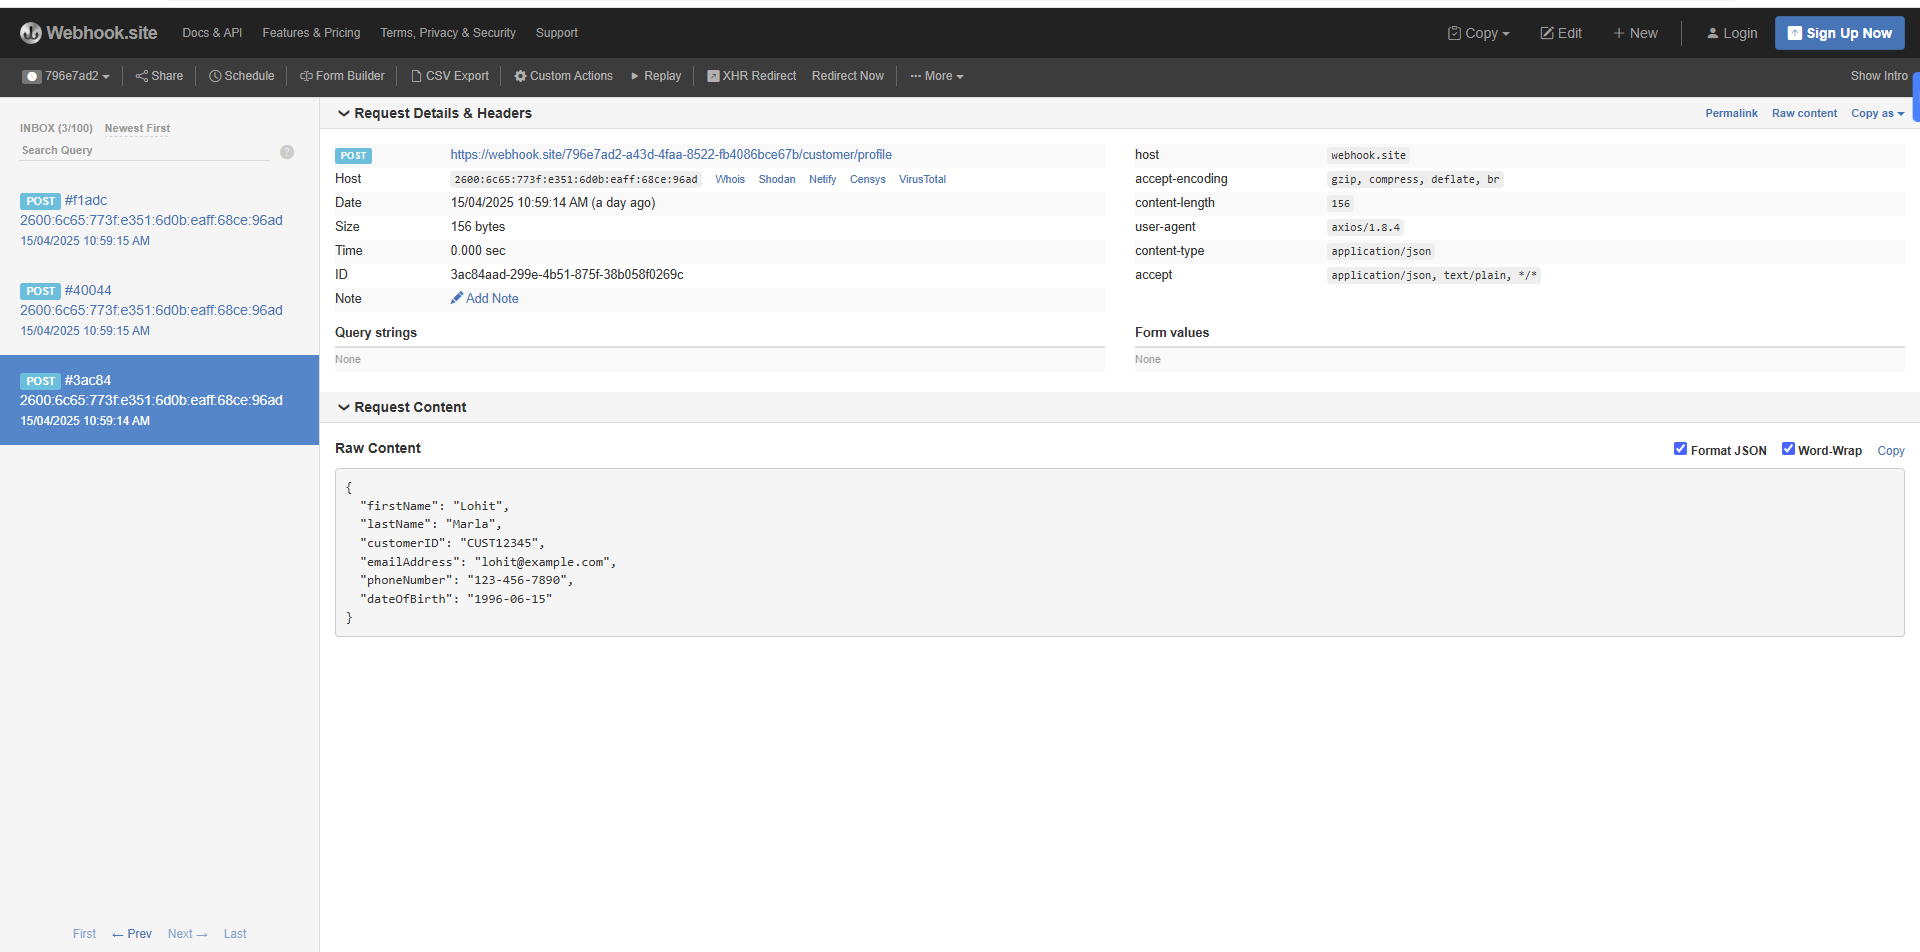 Webhook.site Docs & API Features & Pricing Terms, Privacy & Security Support Copy Edit + New Login Sign Up Now
796e7ad2 Share Schedule Form Builder CSV Export Custom Actions Replay XHR Redirect Redirect Now ··· More Show Intro
INBOX (3/100) Newest First
Search Query ?
POST #f1adc
2600:6c65:773f:e351:6d0b:eaff:68ce:96ad
15/04/2025 10:59:15 AM
POST #40044
2600:6c65:773f:e351:6d0b:eaff:68ce:96ad
15/04/2025 10:59:15 AM
POST #3ac84
2600:6c65:773f:e351:6d0b:eaff:68ce:96ad
15/04/2025 10:59:14 AM
First ← Prev Next → Last
Request Details & Headers Permalink Raw content Copy as
POST https://webhook.site/796e7ad2-a43d-4faa-8522-fb4086bce67b/customer/profile
Host 2600:6c65:773f:e351:6d0b:eaff:68ce:96ad Whois Shodan Netify Censys VirusTotal
Date 15/04/2025 10:59:14 AM (a day ago)
Size 156 bytes
Time 0.000 sec
ID 3ac84aad-299e-4b51-875f-38b058f0269c
Note Add Note
host webhook.site
accept-encoding gzip, compress, deflate, br
content-length 156
user-agent axios/1.8.4
content-type application/json
accept application/json, text/plain, */*
Query strings
None
Form values
None
Request Content
Raw Content Format JSON Word-Wrap Copy
{
"firstName": "Lohit",
"lastName": "Marla",
"customerID": "CUST12345",
"emailAddress": "lohit@example.com",
"phoneNumber": "123-456-7890",
"dateOfBirth": "1996-06-15"
}